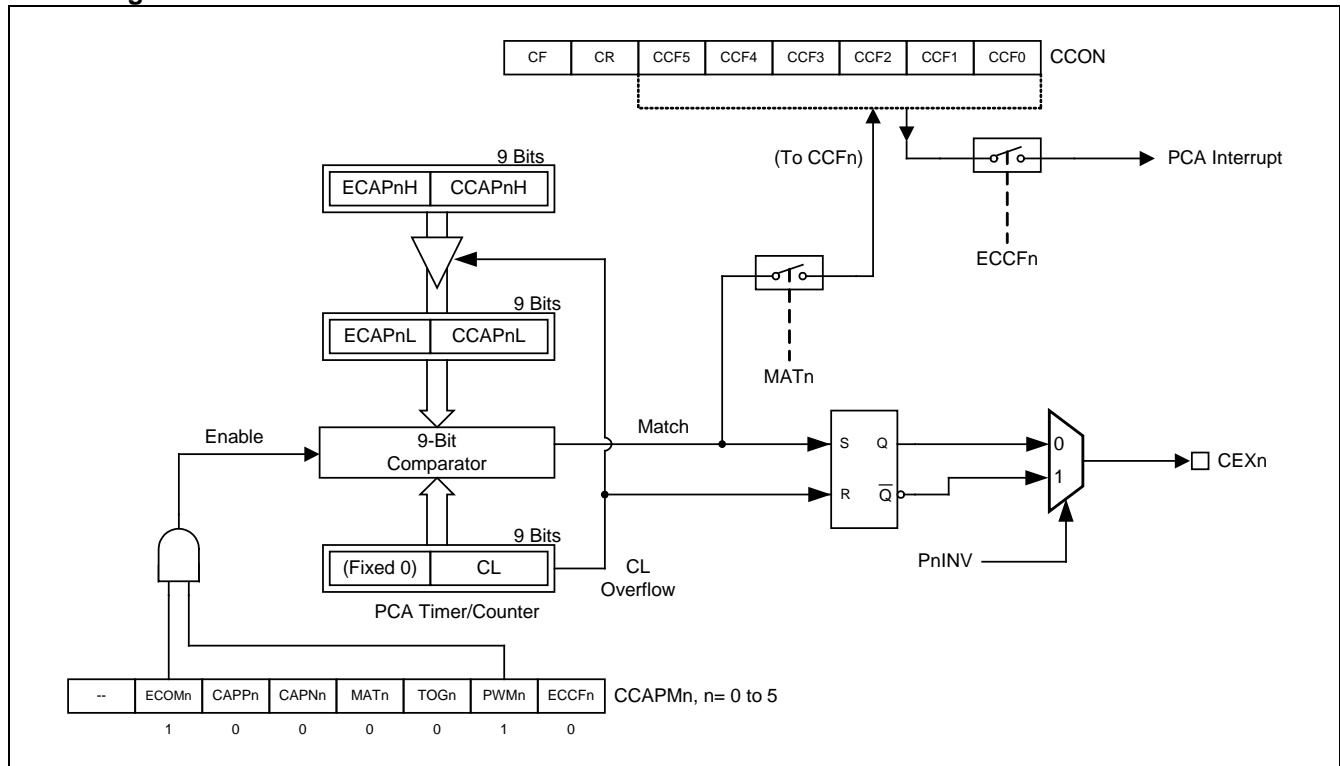 CF CR CCF5 CCF4 CCF3 CCF2 CCF1 CCF0 CCON
(To CCFn)
PCA Interrupt
ECCFn
9 Bits
ECAPnH CCAPnH
9 Bits
ECAPnL CCAPnL
MATn
Enable
9-Bit
Comparator
Match
S Q
R Q
0
1
CEXn
PnINV
9 Bits
(Fixed 0) CL
CL
Overflow
PCA Timer/Counter
-- ECOMn CAPPn CAPNn MATn TOGn PWMn ECCFn CCAPMn, n= 0 to 5
1 0 0 0 0 1 0